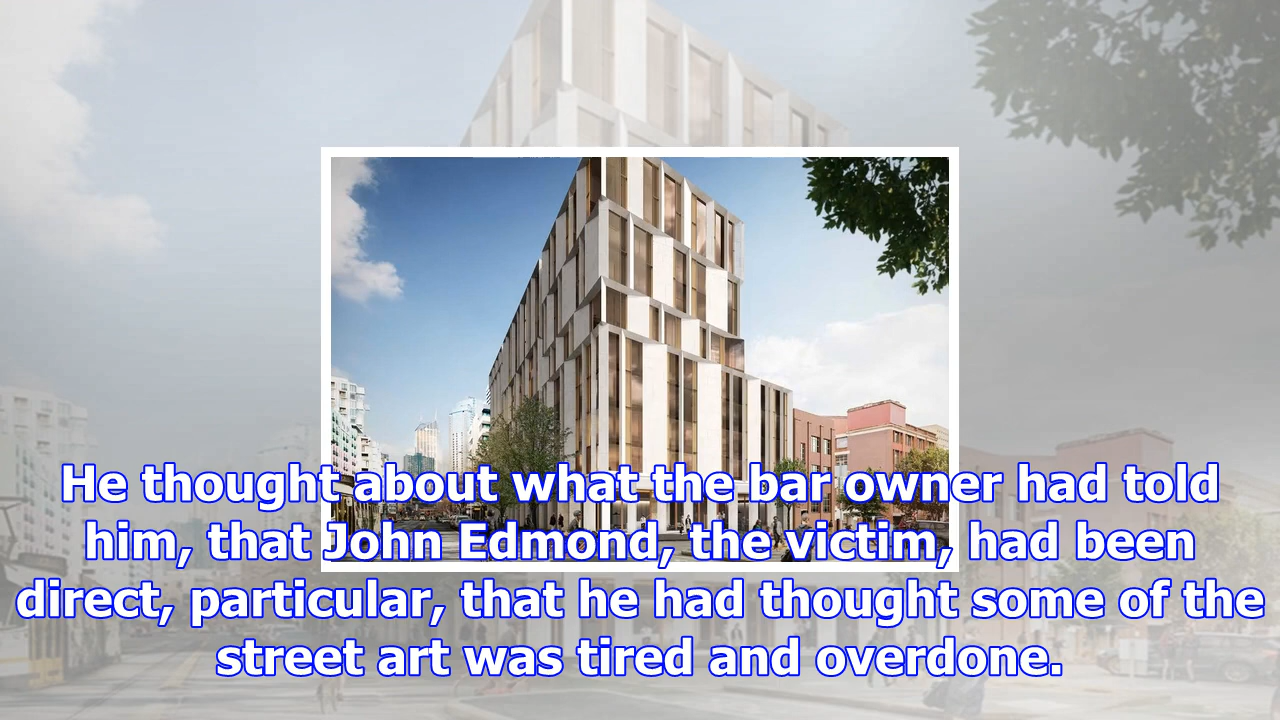 He thought about what the bar owner had told
him, that John Edmond, the victim, had been
direct, particular, that he had thought some of the
street art was tired and overdone.